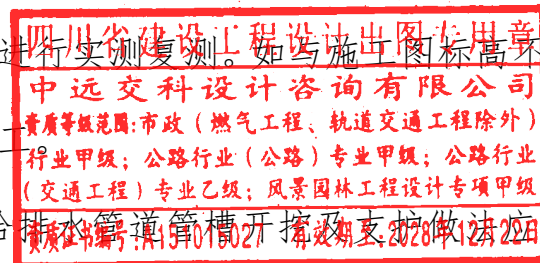 四川省建设工程设计出图专用章
进行实测复测。如与施工图标高不
中远交科设计咨询有限公司
资质等级范围:市政（燃气工程、轨道交通工程除外）
工。
行业甲级；公路行业（公路）专业甲级；公路行业
（交通工程）专业乙级；风景园林工程设计专项甲级
给排水管道管槽开挖及支护做法应
资质证书编号:A151015027 有效期至:2028年12月22日